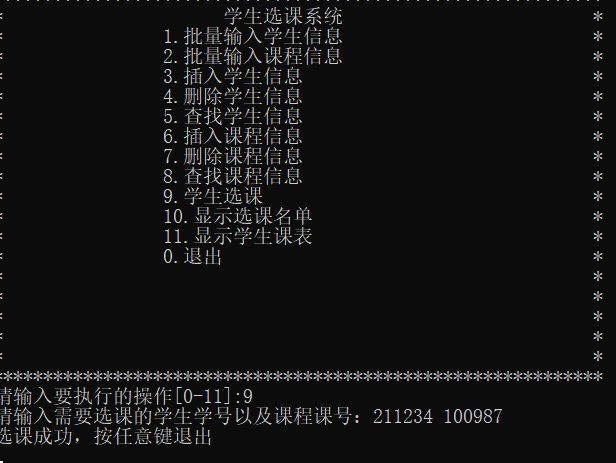 学生选课系统 *
* 1.批量输入学生信息 *
* 2.批量输入课程信息 *
* 3.插入学生信息 *
* 4.删除学生信息 *
* 5.查找学生信息 *
* 6.插入课程信息 *
* 7.删除课程信息 *
* 8.查找课程信息 *
* 9.学生选课 *
* 10.显示选课名单 *
* 11.显示学生课表 *
* 0.退出 *
* *
* *
* *
* *
* *
*************************************************************
请输入要执行的操作[0-11]:9
请输入需要选课的学生学号以及课程课号：211234 100987
选课成功，按任意键退出